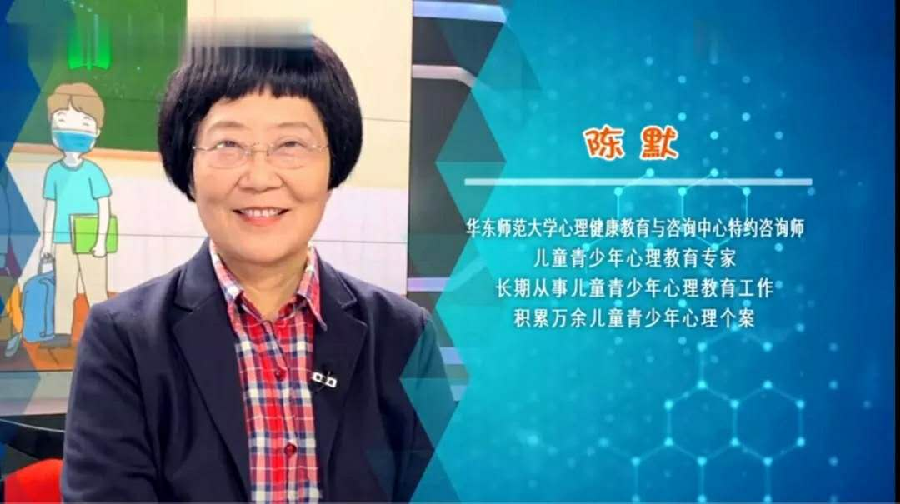 陈默
华东师范大学心理健康教育与咨询中心特约咨询师
儿童青少年心理教育专家
长期从事儿童青少年心理教育工作
积累万余儿童青少年心理个案